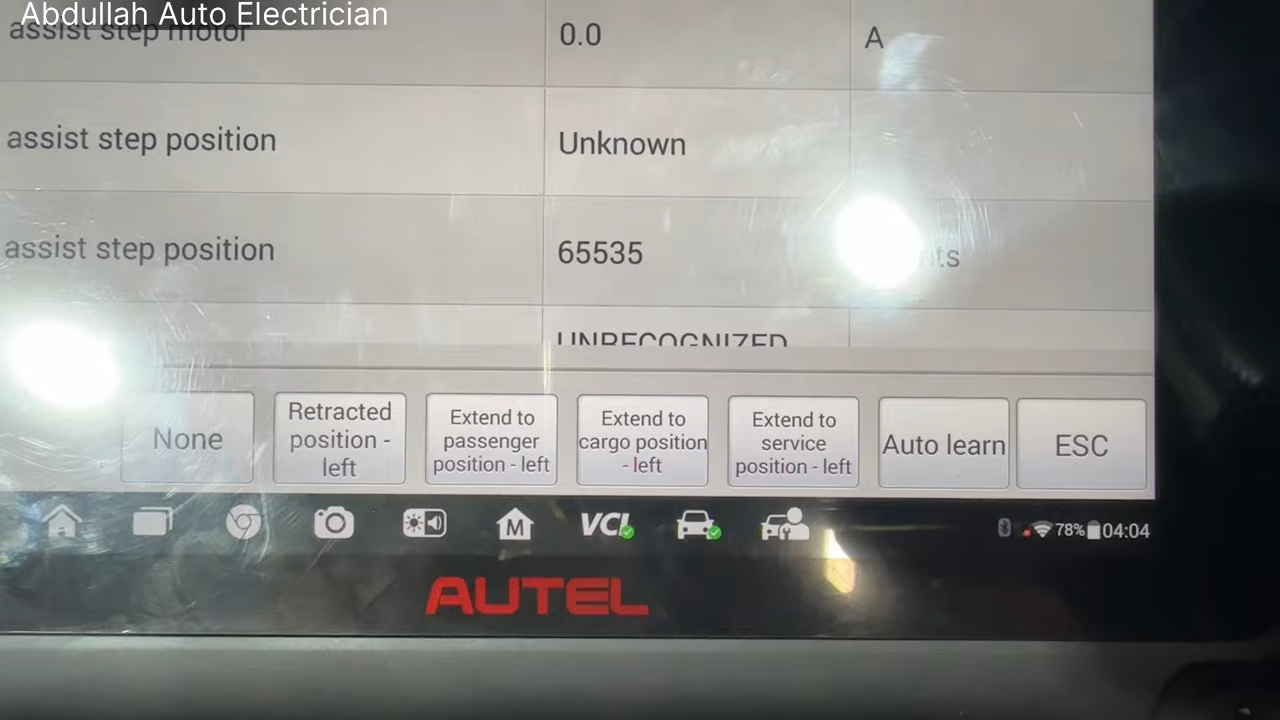 Abdullah Auto Electrician
assist step motor
0.0
A
assist step position
Unknown
assist step position
65535
ts
UNRECOGNIZED
None
Retracted
position -
left
Extend to
passenger
position - left
Extend to
cargo position
- left
Extend to
service
position - left
Auto learn
ESC
M
VCI
78%
04:04
AUTEL